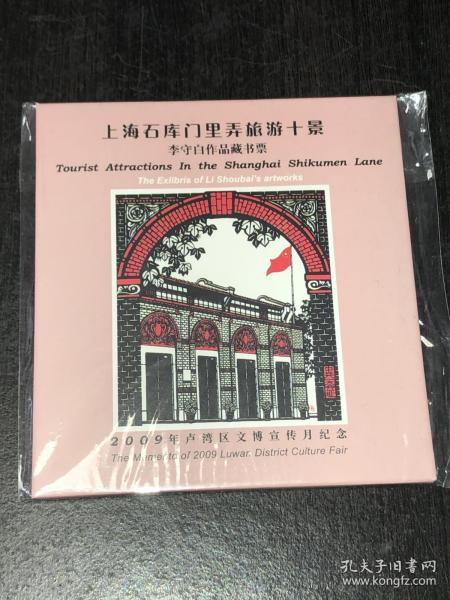 上海石库门里弄旅游十景
李守白作品藏书票
Tourist Attractions In the Shanghai Shikumen Lane
The Exlibris of Li Shoubai's artworks
2009年卢湾区文博宣传月纪念
The Memento of 2009 Luwan District Culture Fair
孔夫子旧书网
www.kongfz.com